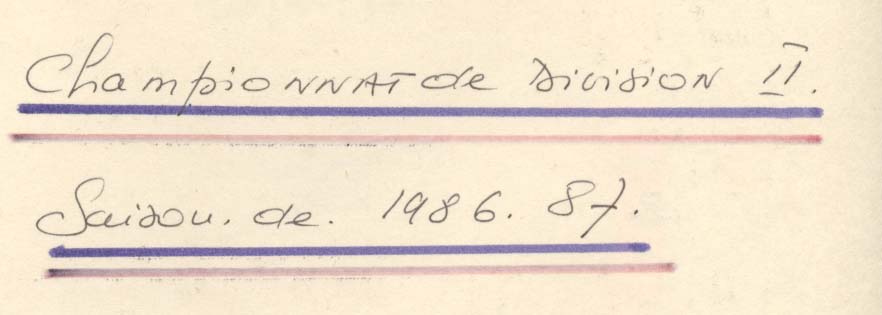 Championnat de Division II.
Saison. de. 1986. 87.